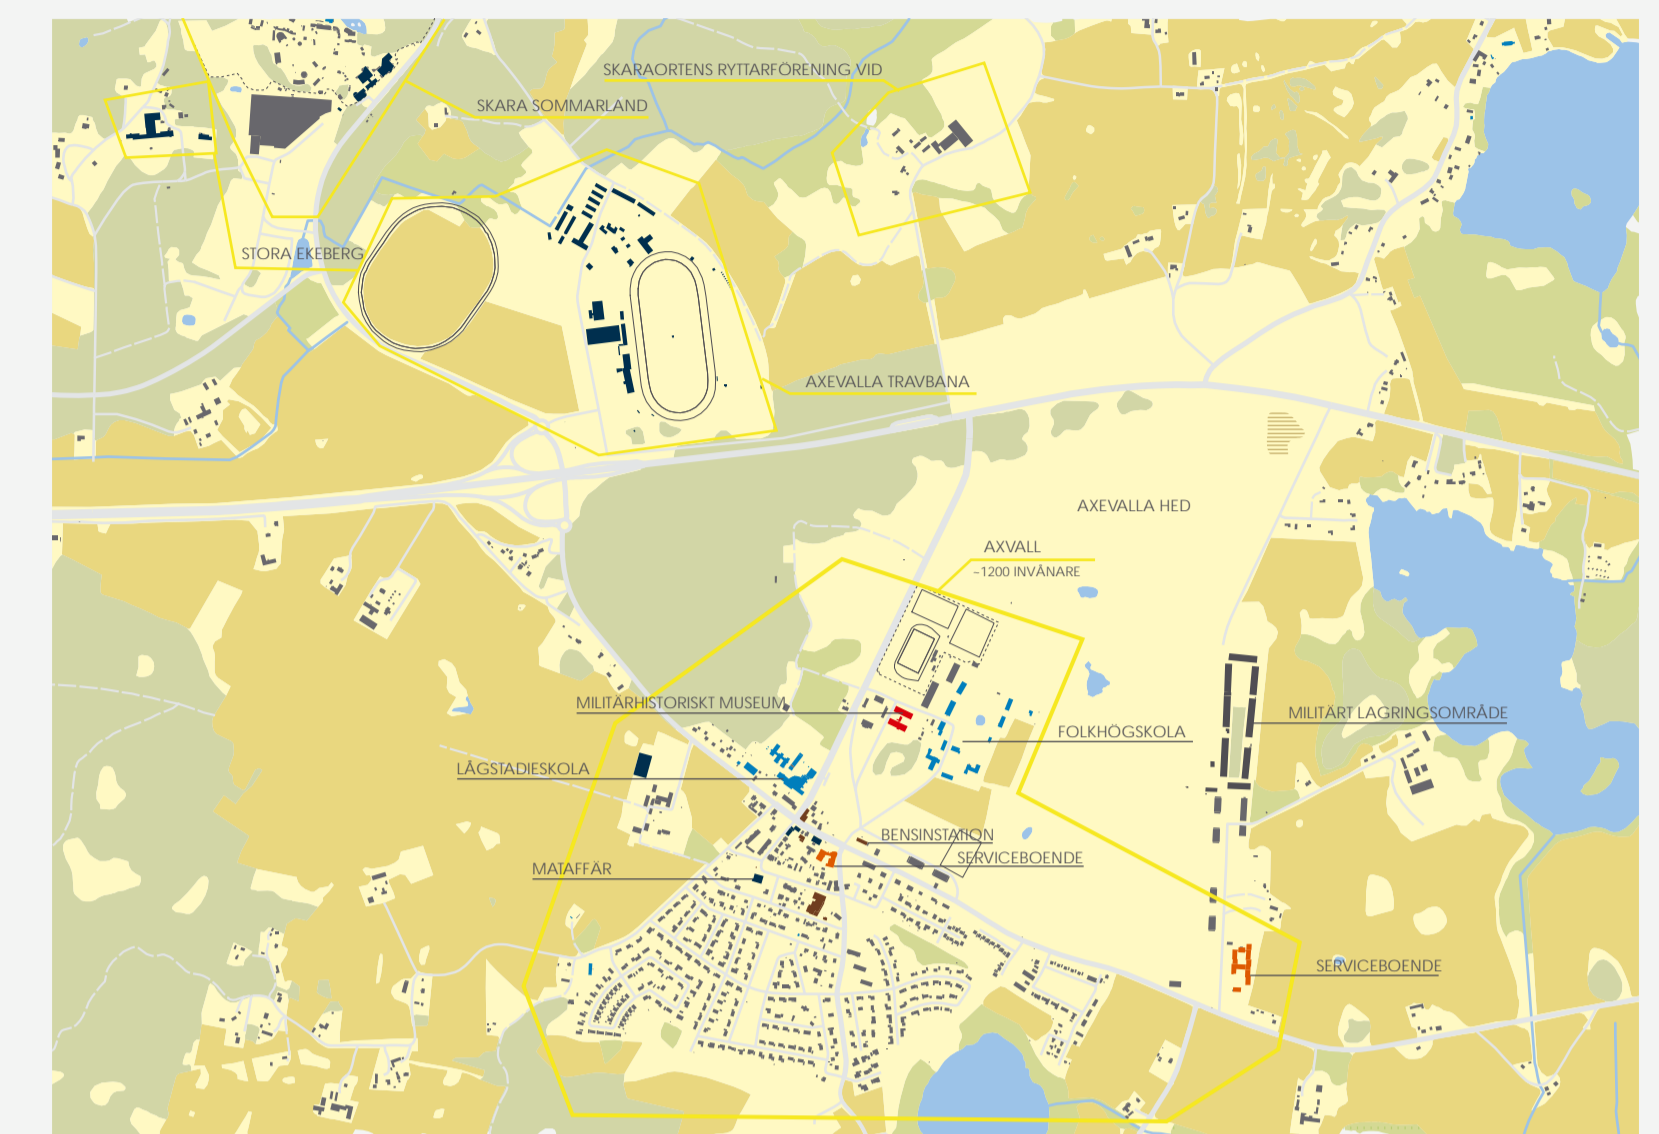 SKARAORTENS RYTTARFÖRENING VID
SKARA SOMMARLAND
STORA EKEBERG
AXEVALLA TRAVBANA
AXEVALLA HED
AXVALL
~1200 INVÅNARE
MILITÄRHISTORISKT MUSEUM
MILITÄRT LAGRINGSOMRÅDE
FOLKHÖGSKOLA
LÅGSTADIESKOLA
BENSINSTATION
SERVICEBOENDE
MATAFFÄR
SERVICEBOENDE